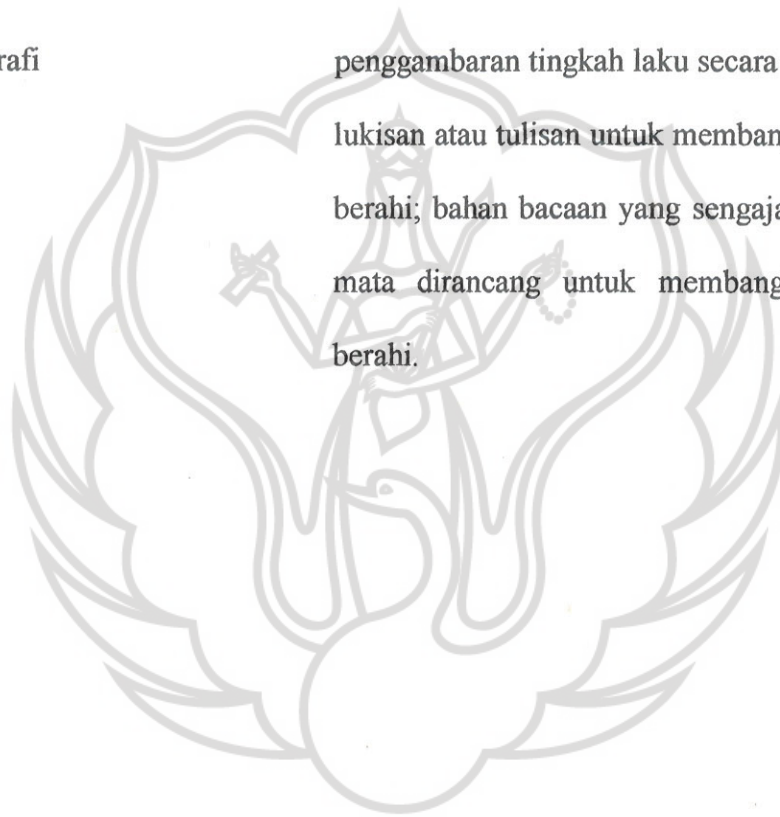 rafi
penggambaran tingkah laku secara
lukisan atau tulisan untuk memban
berahi; bahan bacaan yang sengaja
mata dirancang untuk membang
berahi.